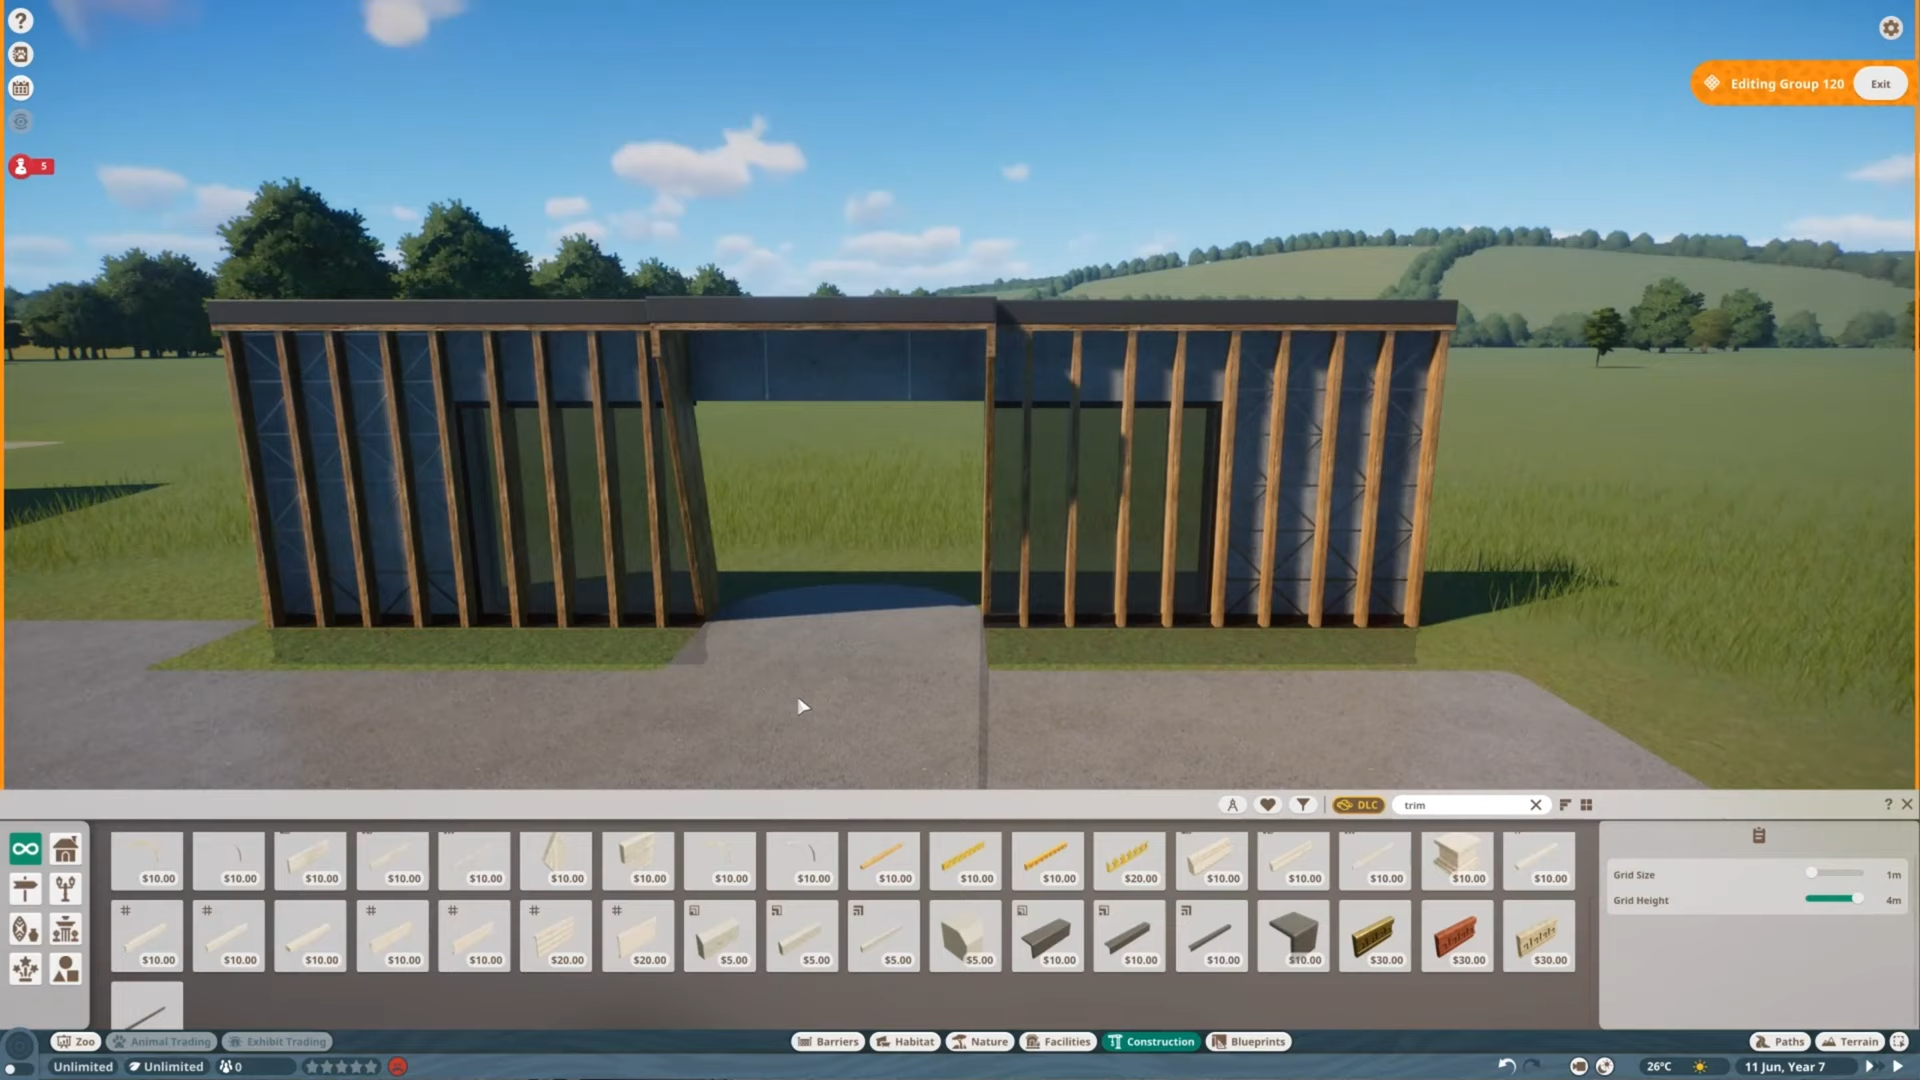 ?
Editing Group 120
Exit
5
DLC
trim
?
$10.00 $10.00 $10.00 $10.00 $10.00 $10.00 $10.00 $10.00 $10.00 $10.00 $10.00 $10.00 $20.00 $10.00 $10.00 $10.00 $10.00 $10.00
Grid Size 1m
Grid Height 4m
$10.00 $10.00 $10.00 $10.00 $10.00 $20.00 $20.00 $5.00 $5.00 $5.00 $5.00 $10.00 $10.00 $10.00 $10.00 $30.00 $30.00 $30.00
Zoo Animal Trading Exhibit Trading Barriers Habitat Nature Facilities Construction Blueprints Paths Terrain
Unlimited Unlimited 0 26°C 11 Jun, Year 7